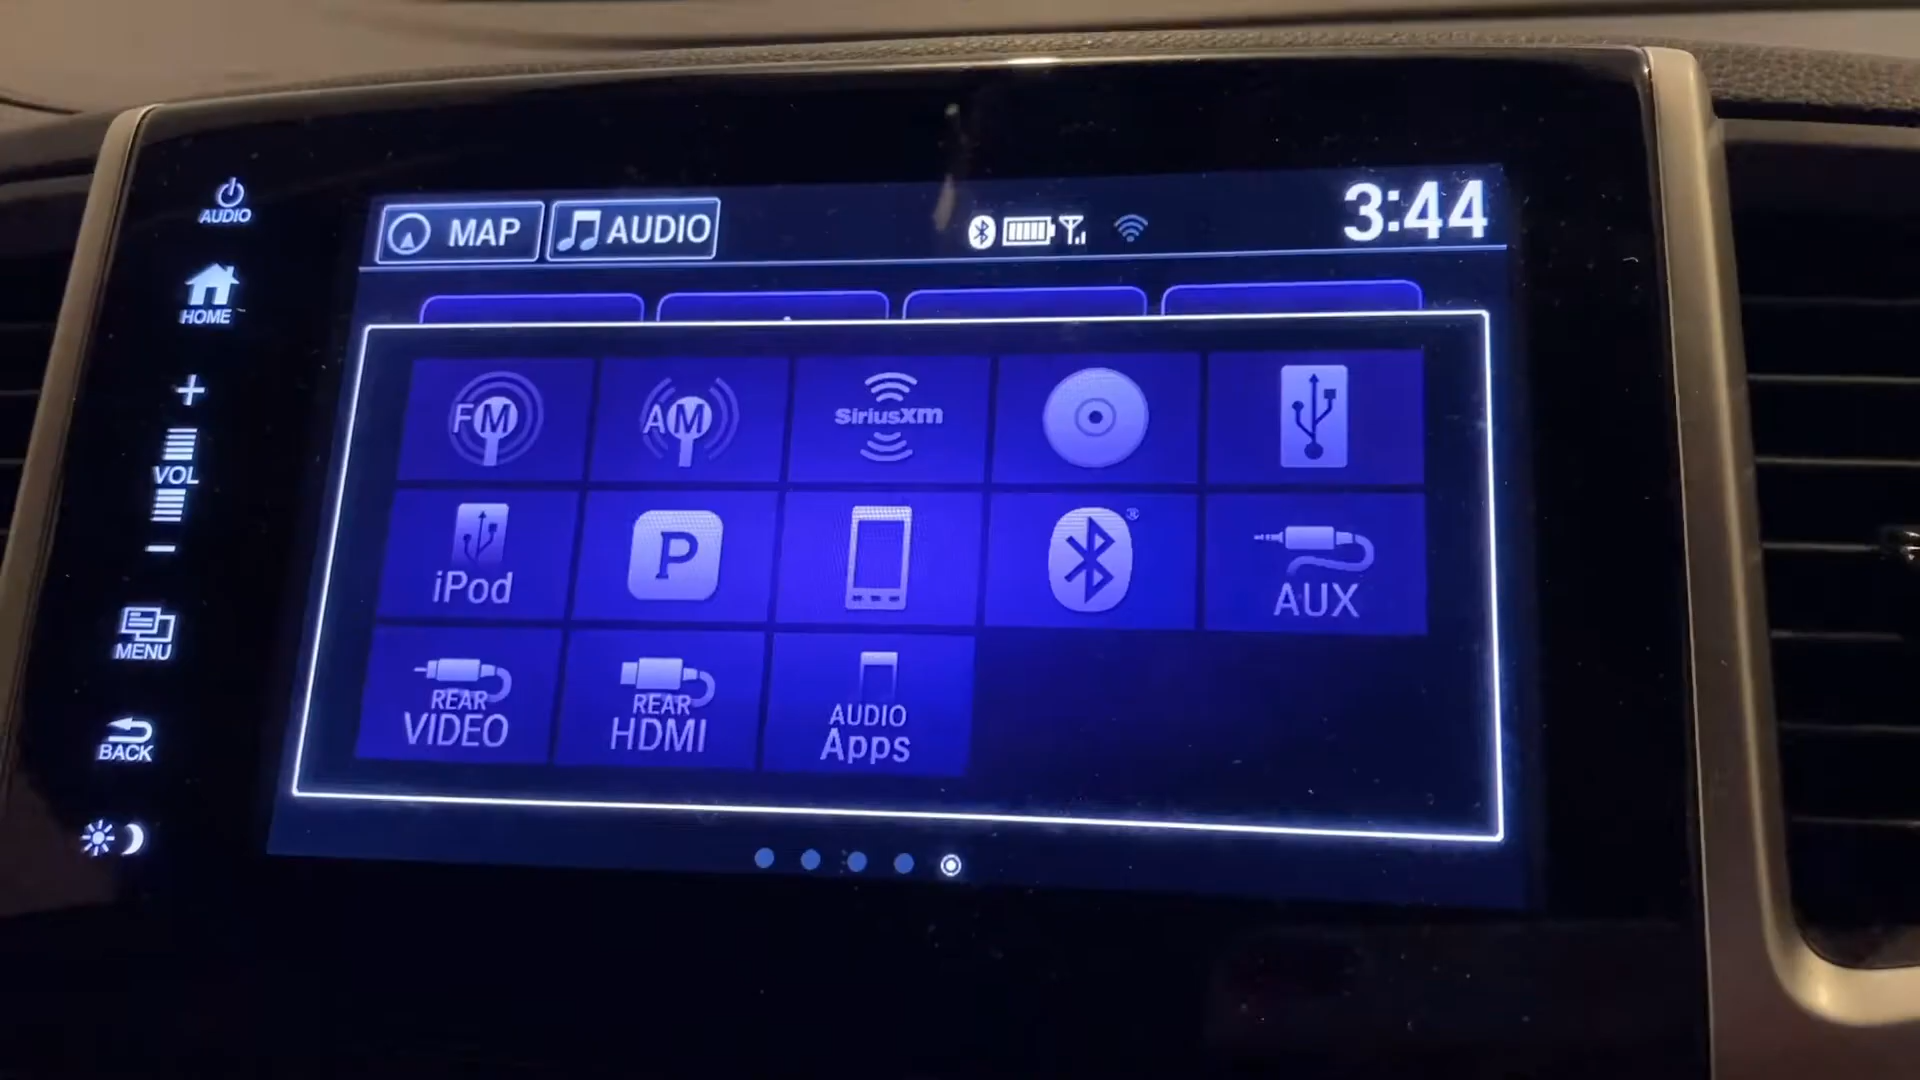 AUDIO
HOME
+
VOL
−
MENU
BACK
MAP
AUDIO
3:44
FM
AM
SiriusXM
iPod
P
®
AUX
REAR
VIDEO
REAR
HDMI
AUDIO
Apps